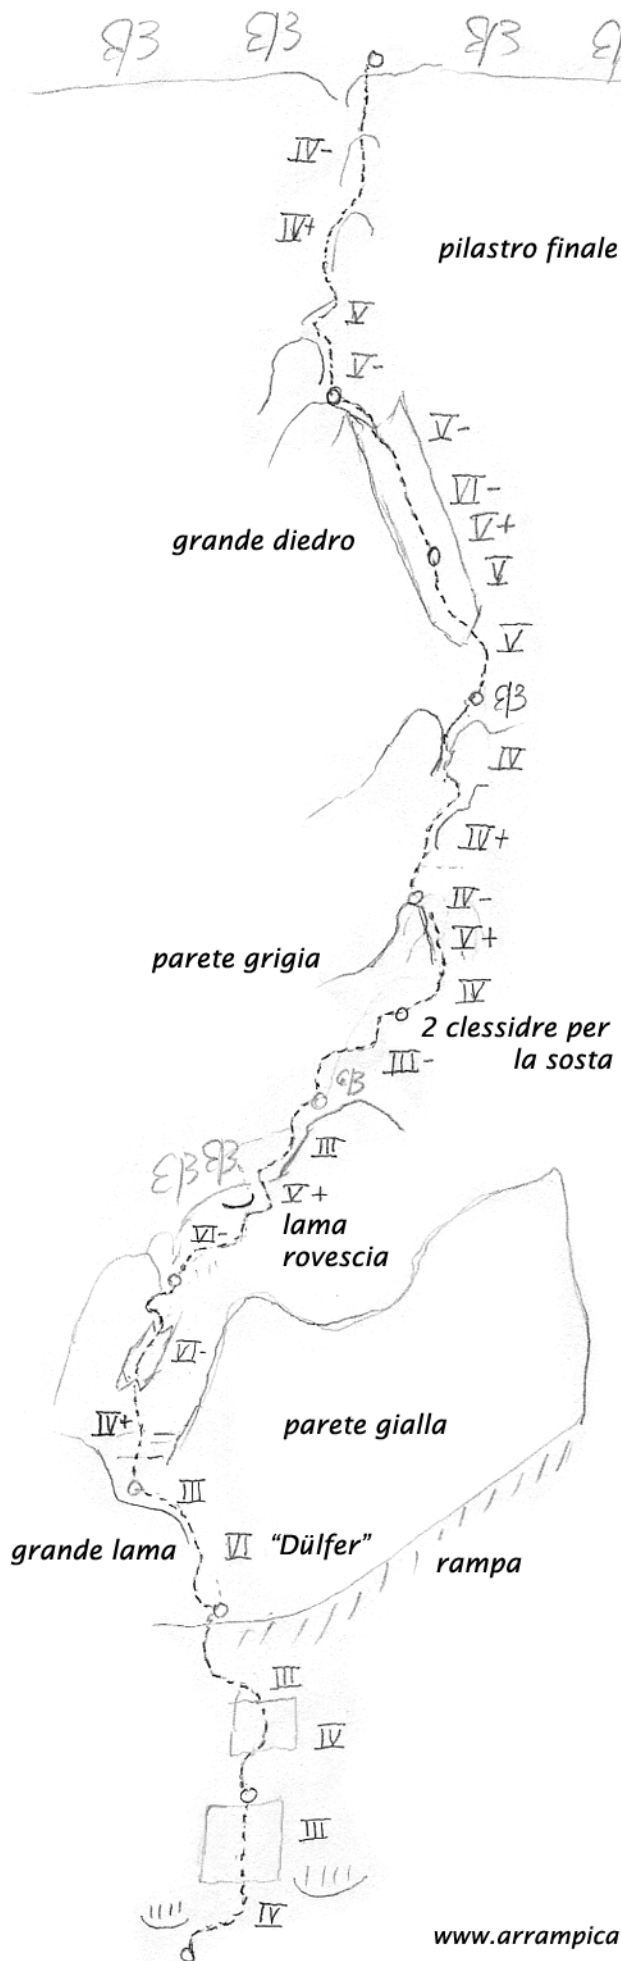 IV-
IV+
pilastro finale
V
V-
V-
VI-
V+
grande diedro
V
V
IV
IV+
IV-
V+
parete grigia
IV
2 clessidre per
la sosta
III-
III
V+
lama
rovescia
VI-
VI-
IV+
parete gialla
III
grande lama
VI "Dülfer"
rampa
III
IV
III
IV
www.arrampica